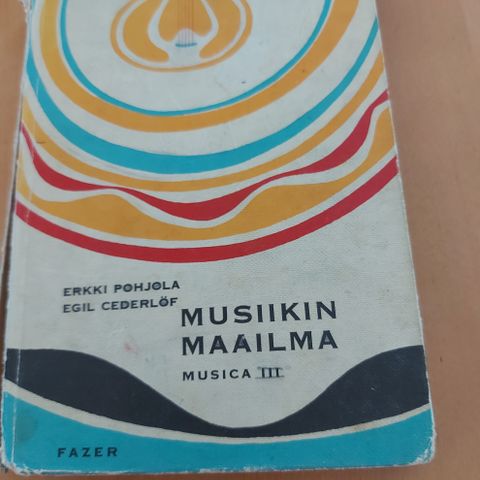 ERKKI POHJOLA
EGIL CEDERLÖF
MUSIIKIN
MAAILMA
MUSICA III
FAZER